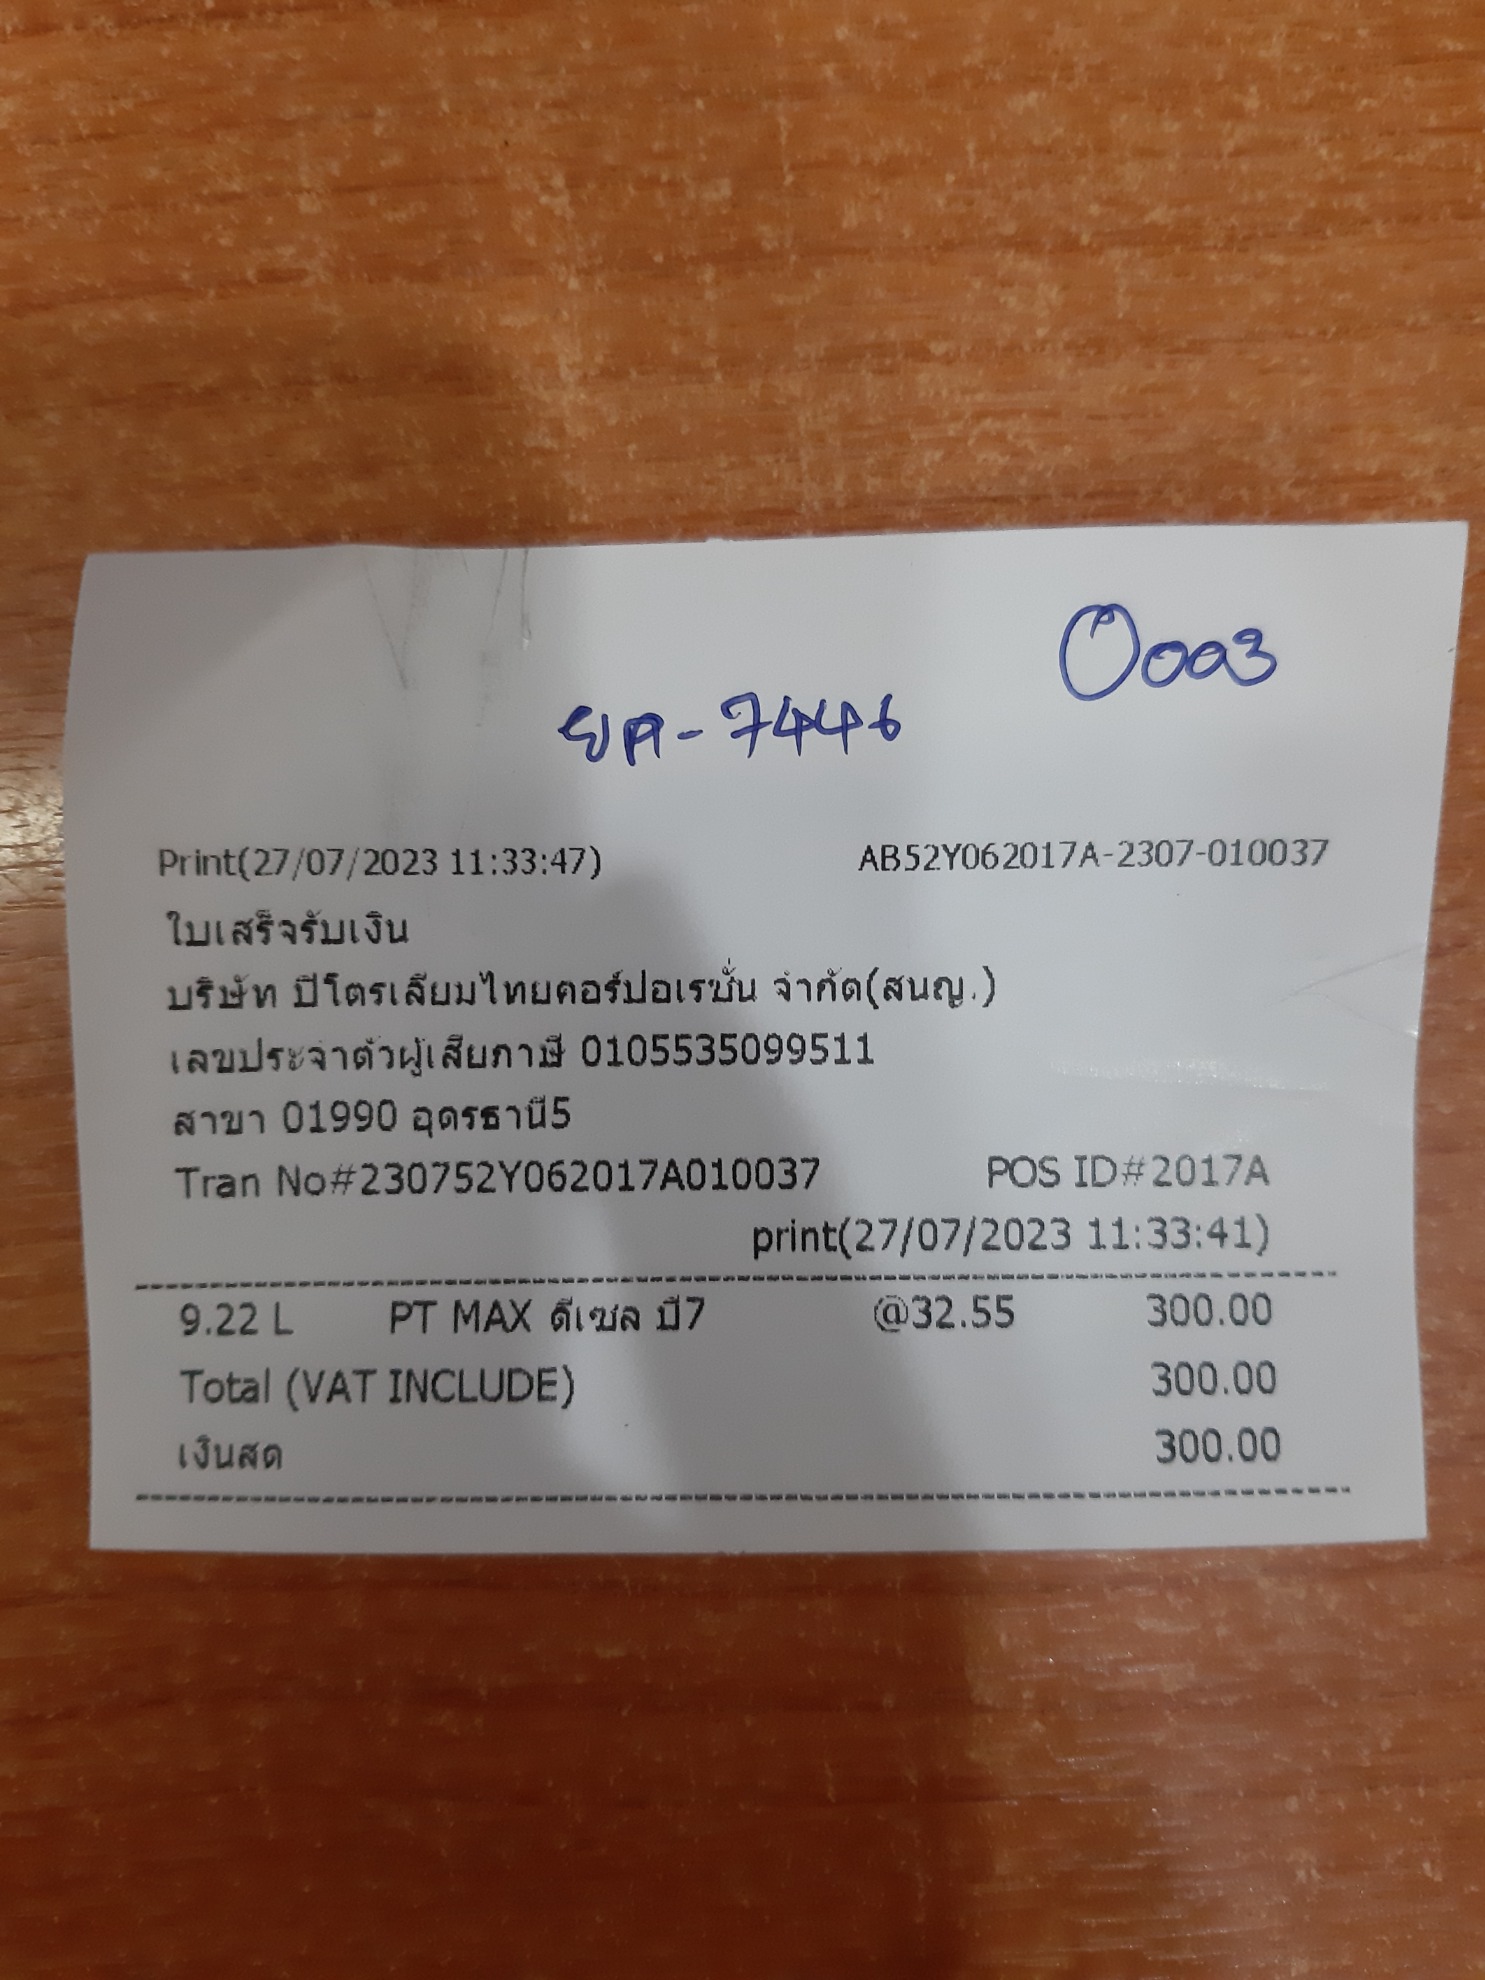 0003
ยค-7446
Print(27/07/2023 11:33:47) AB52Y062017A-2307-010037
ใบเสร็จรับเงิน
บริษัท ปิโตรเลียมไทยคอร์ปอเรชั่น จำกัด(สนญ.)
เลขประจำตัวผู้เสียภาษี 0105535099511
สาขา 01990 อุดรธานี5
Tran No#230752Y062017A010037 POS ID#2017A
print(27/07/2023 11:33:41)
9.22 L PT MAX ดีเซล บี7 @32.55 300.00
Total (VAT INCLUDE) 300.00
เงินสด 300.00